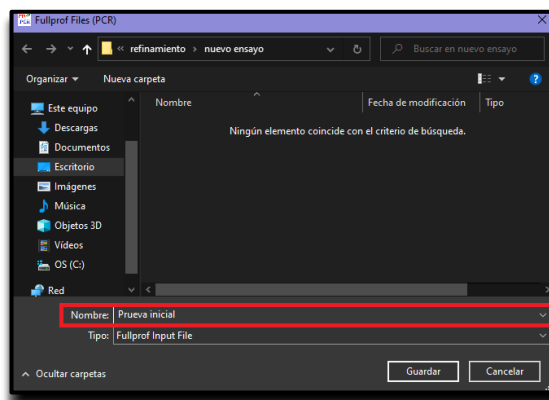 Fullprof Files (PCR)
« refinamiento › nuevo ensayo
Buscar en nuevo ensayo
Organizar
Nueva carpeta
Nombre
Fecha de modificación
Tipo
Ningún elemento coincide con el criterio de búsqueda.
Este equipo
Descargas
Documentos
Escritorio
Imágenes
Música
Objetos 3D
Vídeos
OS (C:)
Red
Nombre: Prueva inicial
Tipo: Fullprof Input File
Ocultar carpetas
Guardar
Cancelar